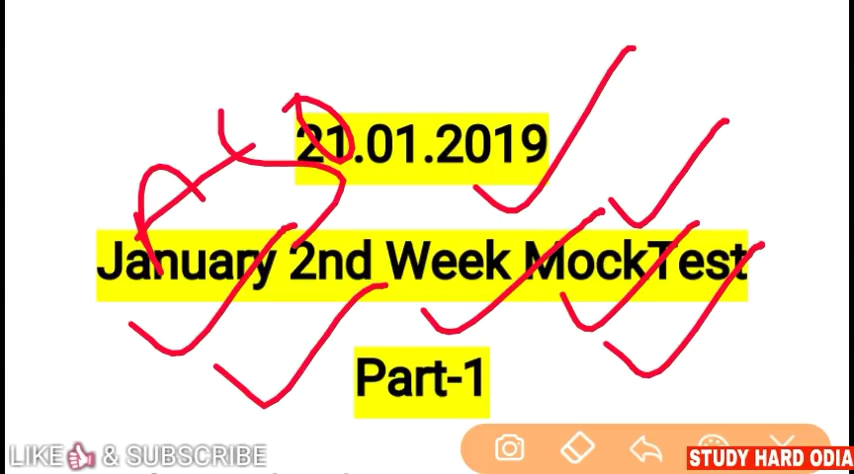 21.01.2019
January 2nd Week MockTest
Part-1
LIKE & SUBSCRIBE
STUDY HARD ODIA